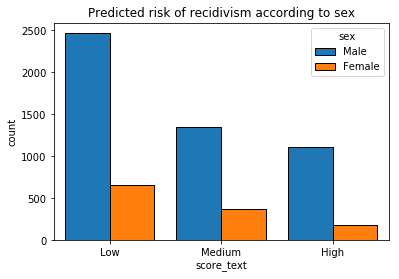 Predicted risk of recidivism according to sex
sex
Male
Female
2500
2000
1500
1000
500
0
count
Low
Medium
High
score_text